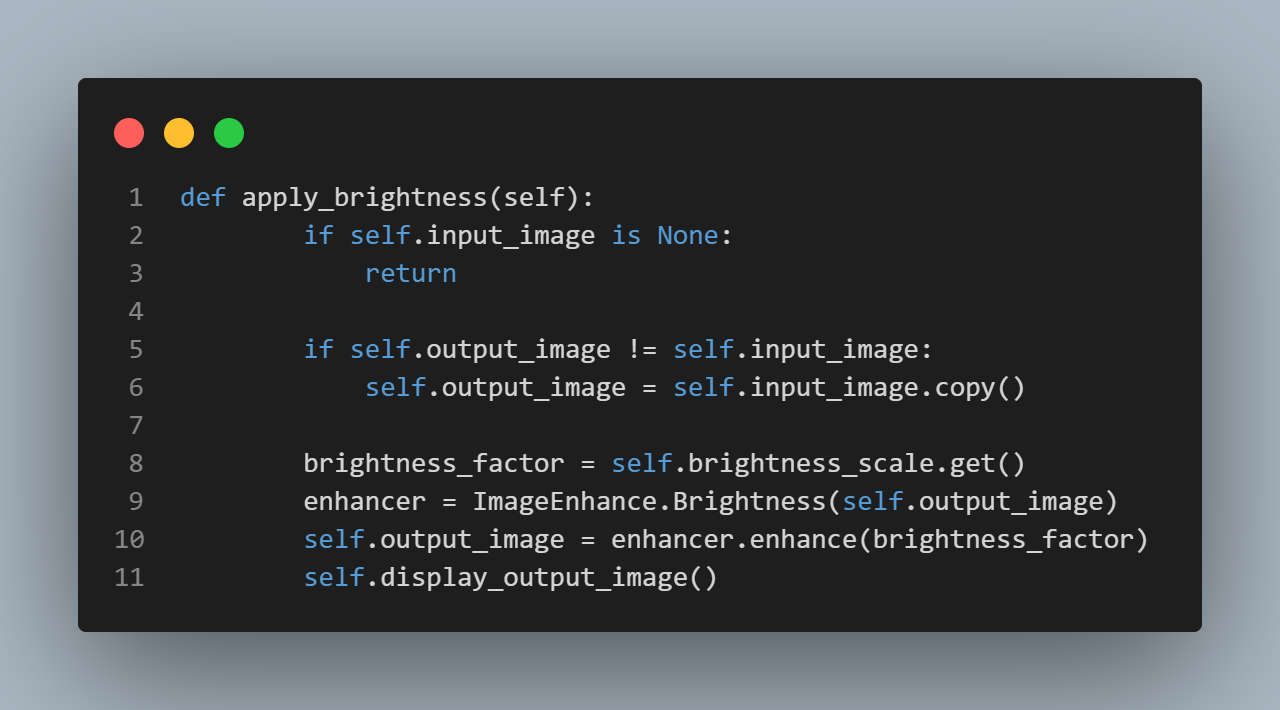 1 def apply_brightness(self):
2         if self.input_image is None:
3             return
4
5         if self.output_image != self.input_image:
6             self.output_image = self.input_image.copy()
7
8         brightness_factor = self.brightness_scale.get()
9         enhancer = ImageEnhance.Brightness(self.output_image)
10         self.output_image = enhancer.enhance(brightness_factor)
11         self.display_output_image()